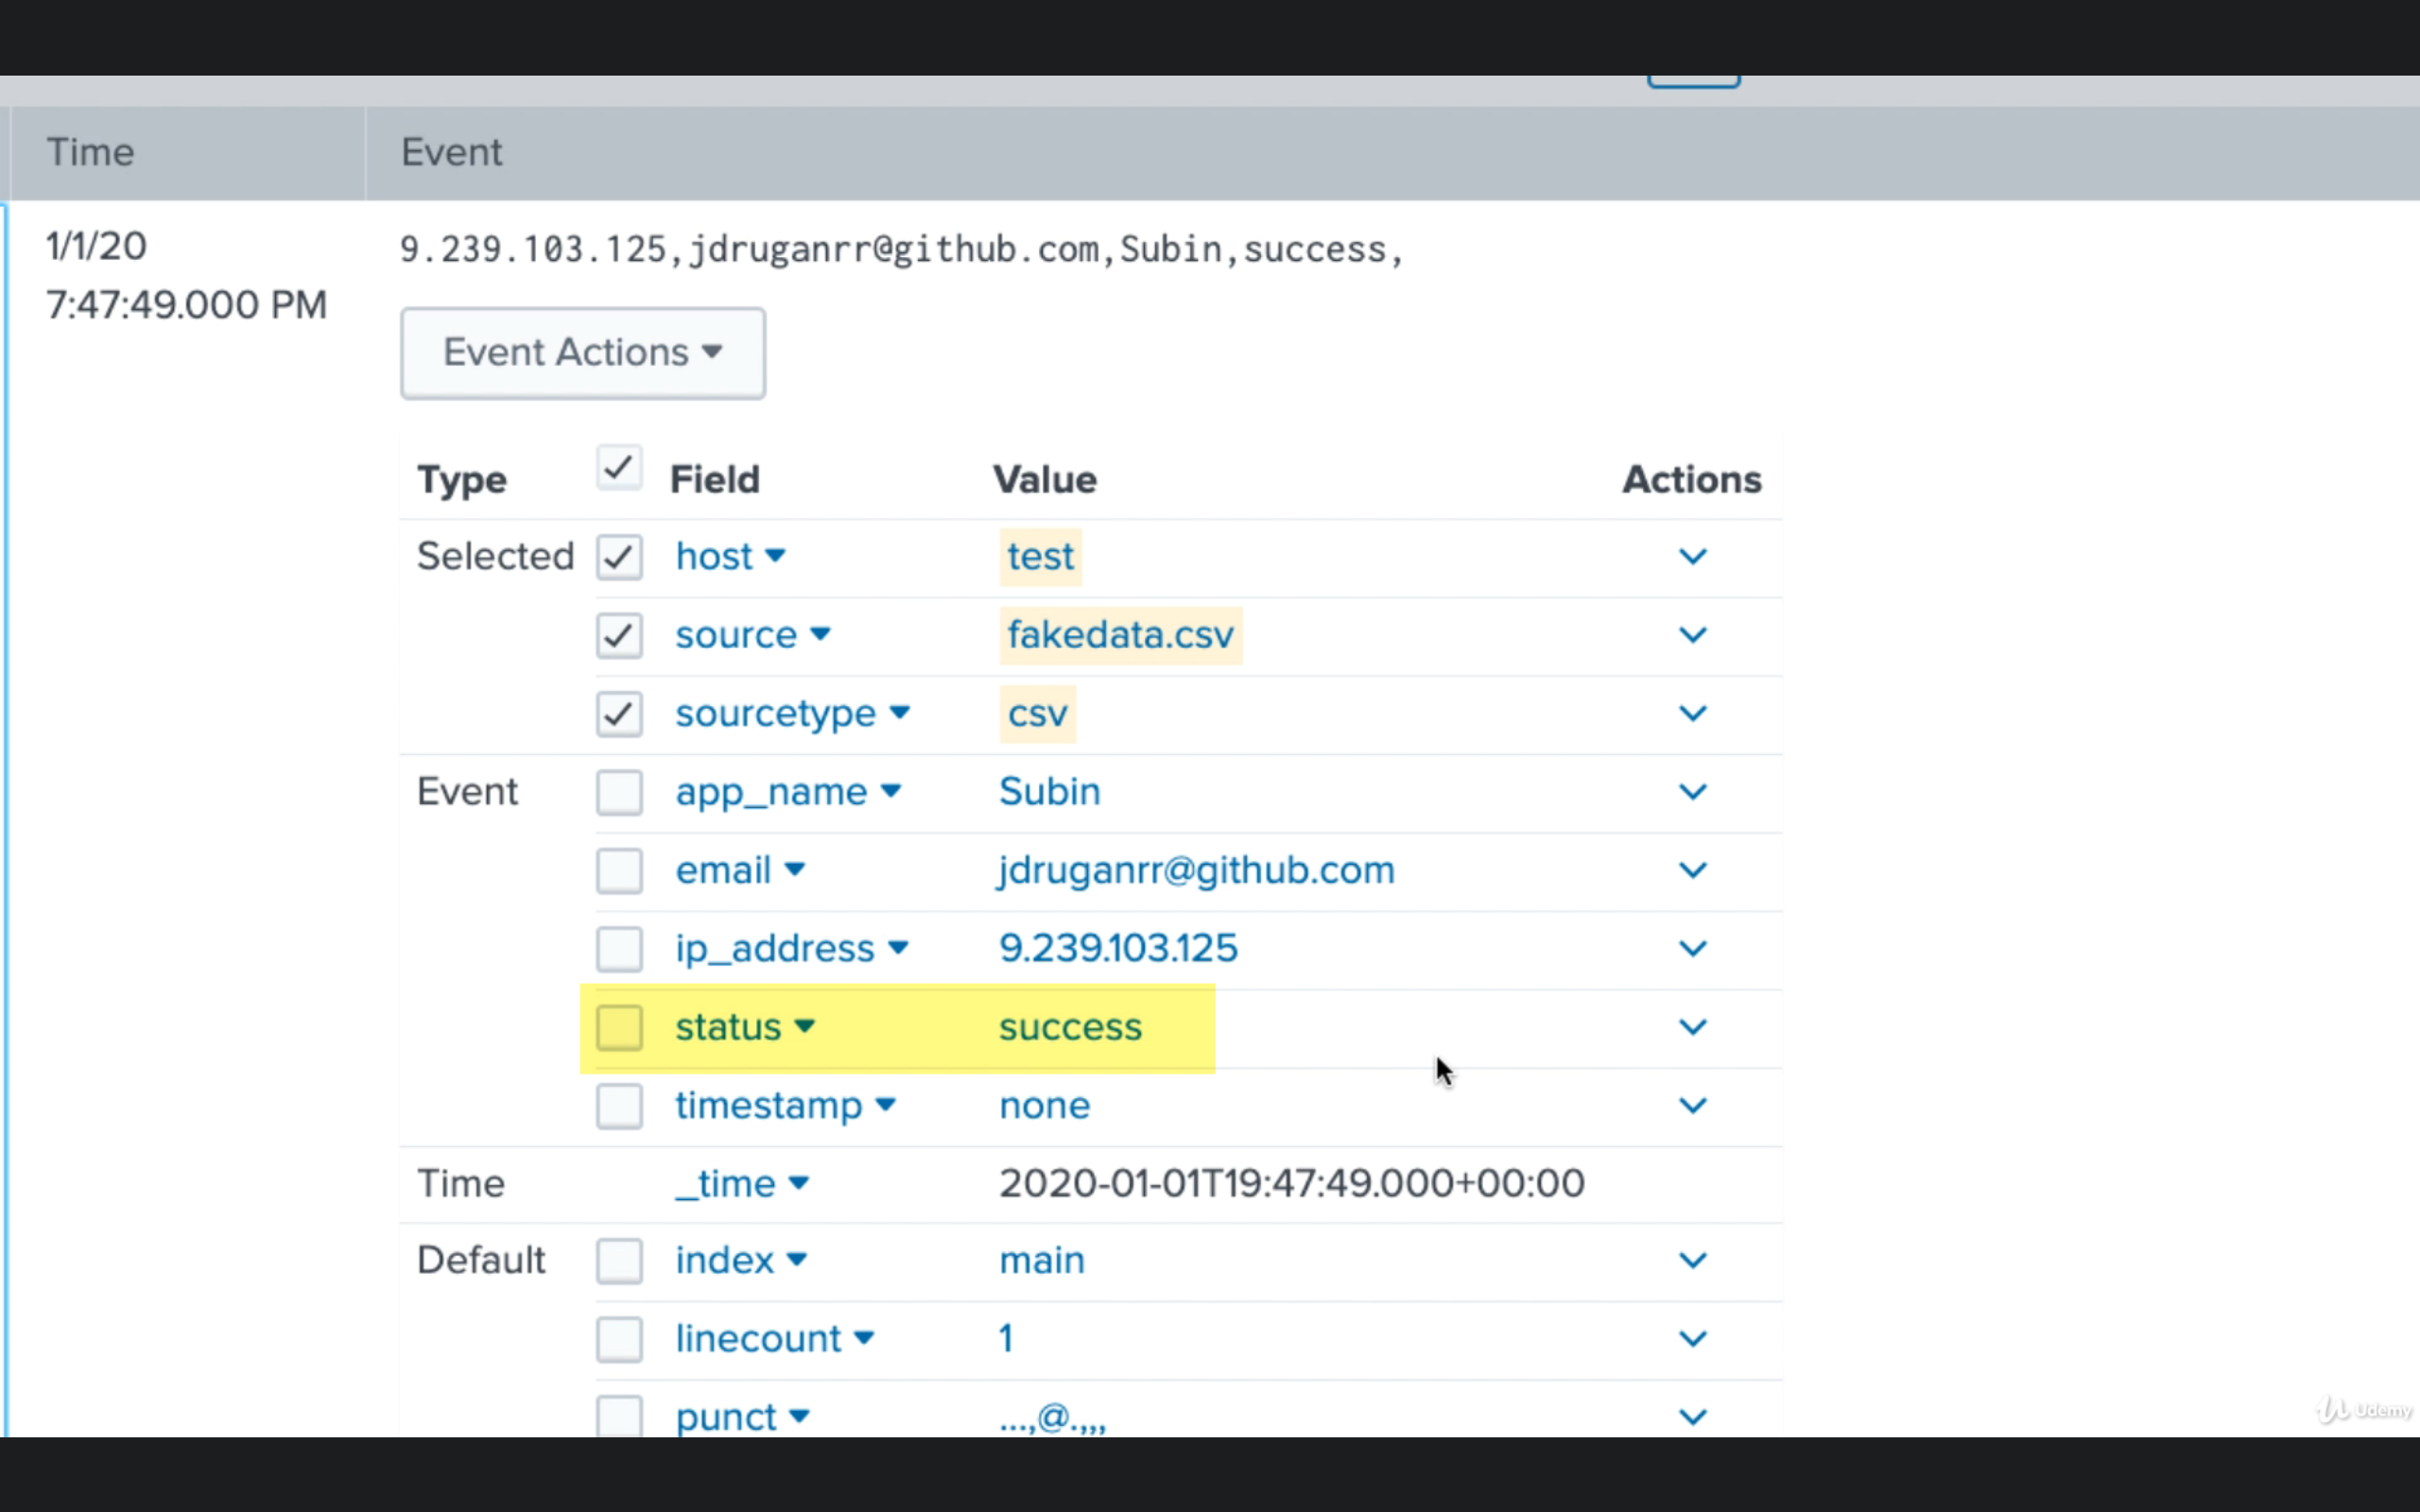 Time Event
1/1/20 9.239.103.125,jdruganrr@github.com,Subin,success,
7:47:49.000 PM
Event Actions
Type Field Value Actions
Selected host test
source fakedata.csv
sourcetype csv
Event app_name Subin
email jdruganrr@github.com
ip_address 9.239.103.125
status success
timestamp none
Time _time 2020-01-01T19:47:49.000+00:00
Default index main
linecount 1
punct ...,@.,,,
Udemy